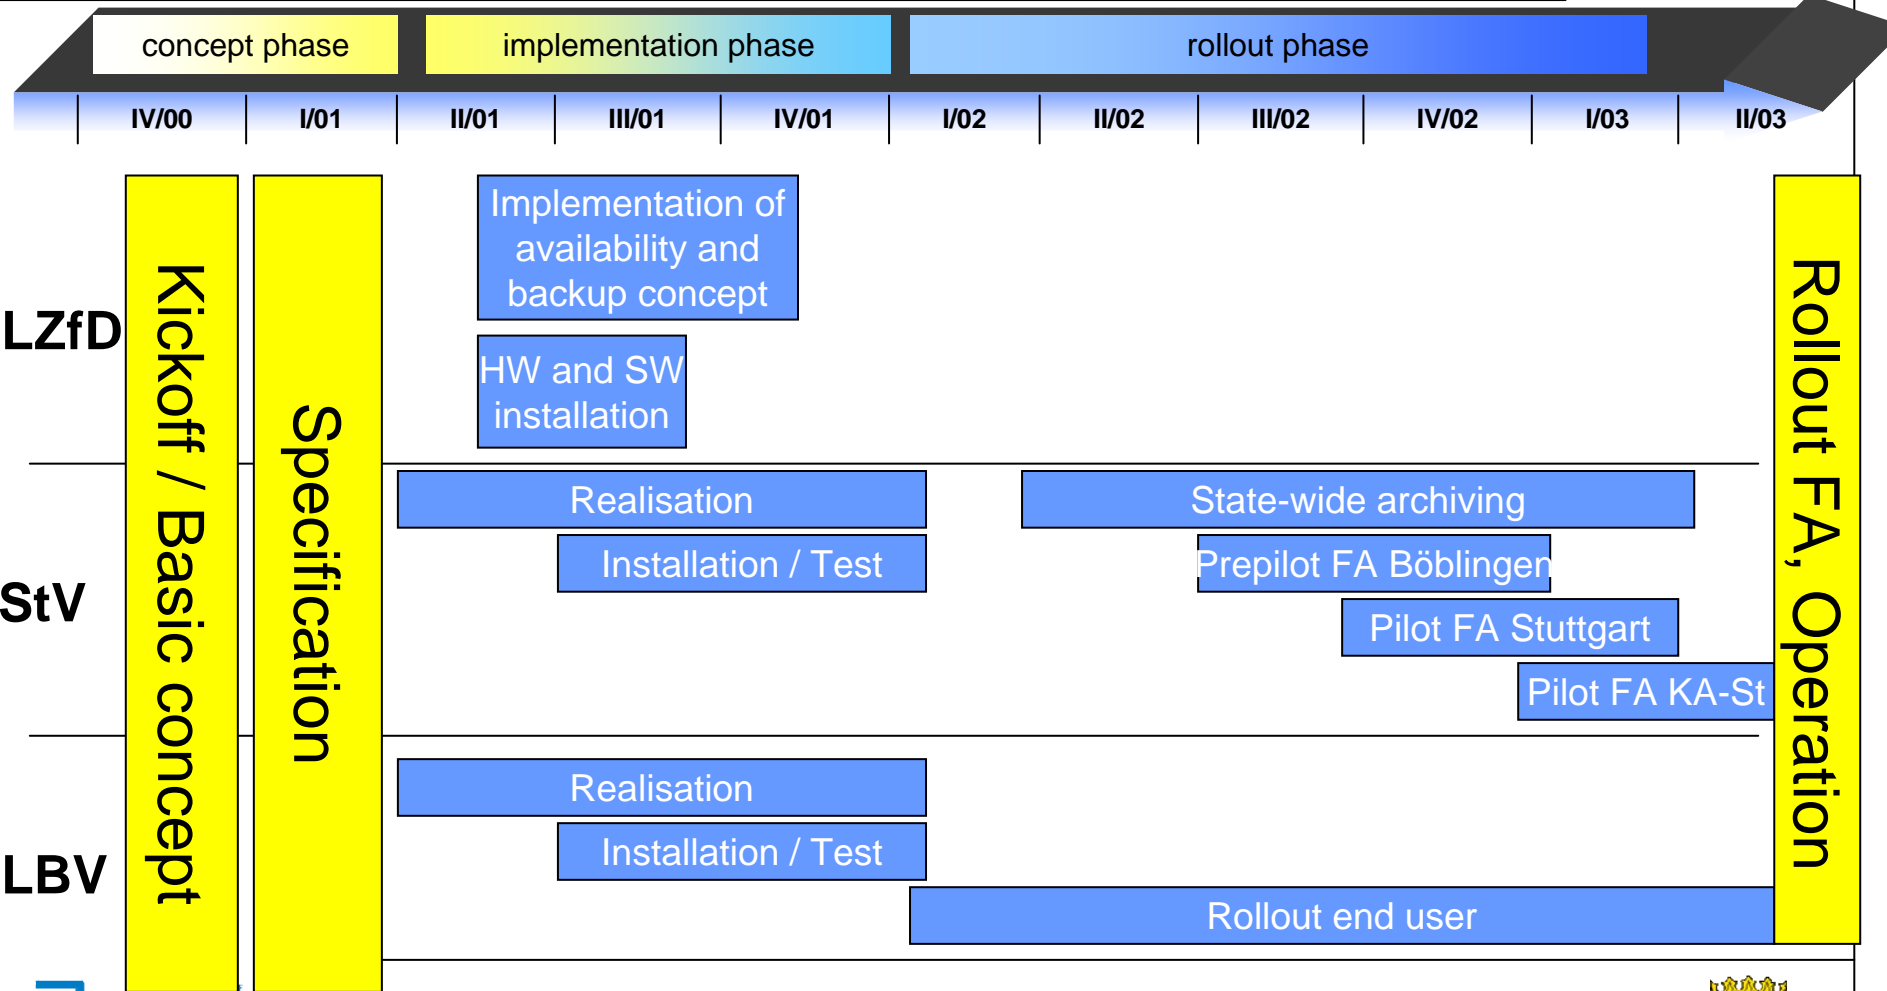 concept phase
implementation phase
rollout phase
IV/00
I/01
II/01
III/01
IV/01
I/02
II/02
III/02
IV/02
I/03
II/03
Kickoff / Basic concept
Specification
Rollout FA, Operation
LZfD
Implementation of
availability and
backup concept
HW and SW
installation
StV
Realisation
State-wide archiving
Installation / Test
Prepilot FA Böblingen
Pilot FA Stuttgart
Pilot FA KA-St
LBV
Realisation
Installation / Test
Rollout end user